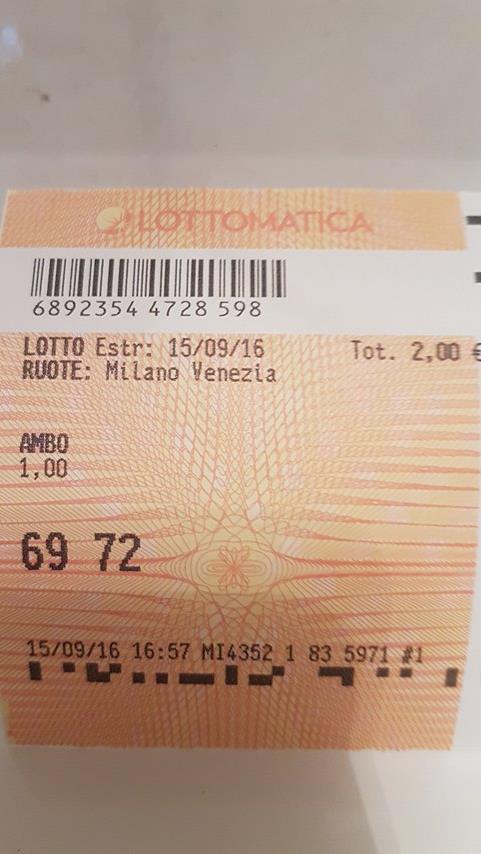 LOTTOMATICA
6892354 4728 598
LOTTO Estr: 15/09/16 Tot. 2,00 €
RUOTE: Milano Venezia
AMBO
1,00
69 72
15/09/16 16:57 MI4352 1 83 5971 #1